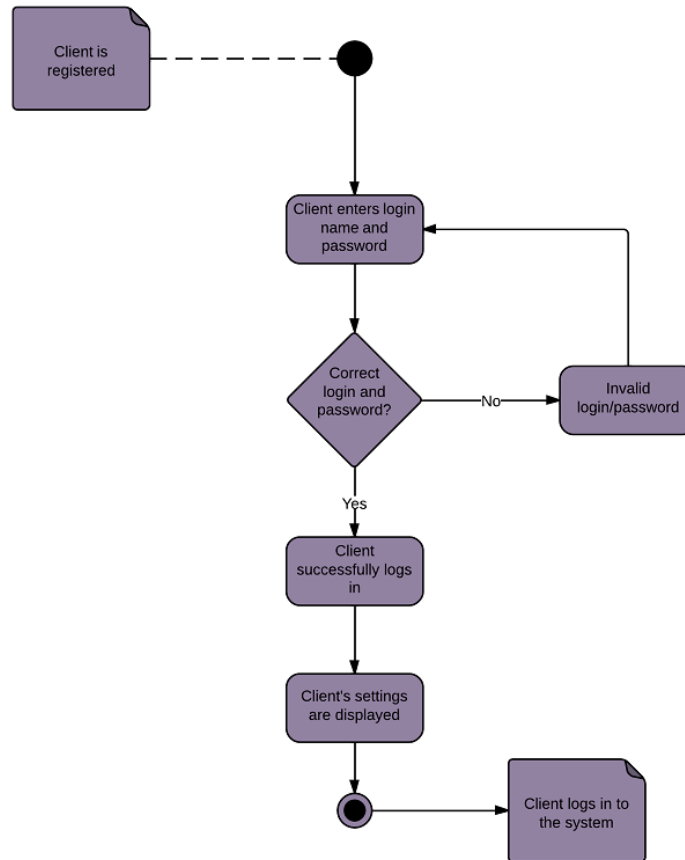 Client is
registered
Client enters login
name and
password
Correct
login and
password?
No
Invalid
login/password
Yes
Client
successfully logs
in
Client's settings
are displayed
Client logs in to
the system